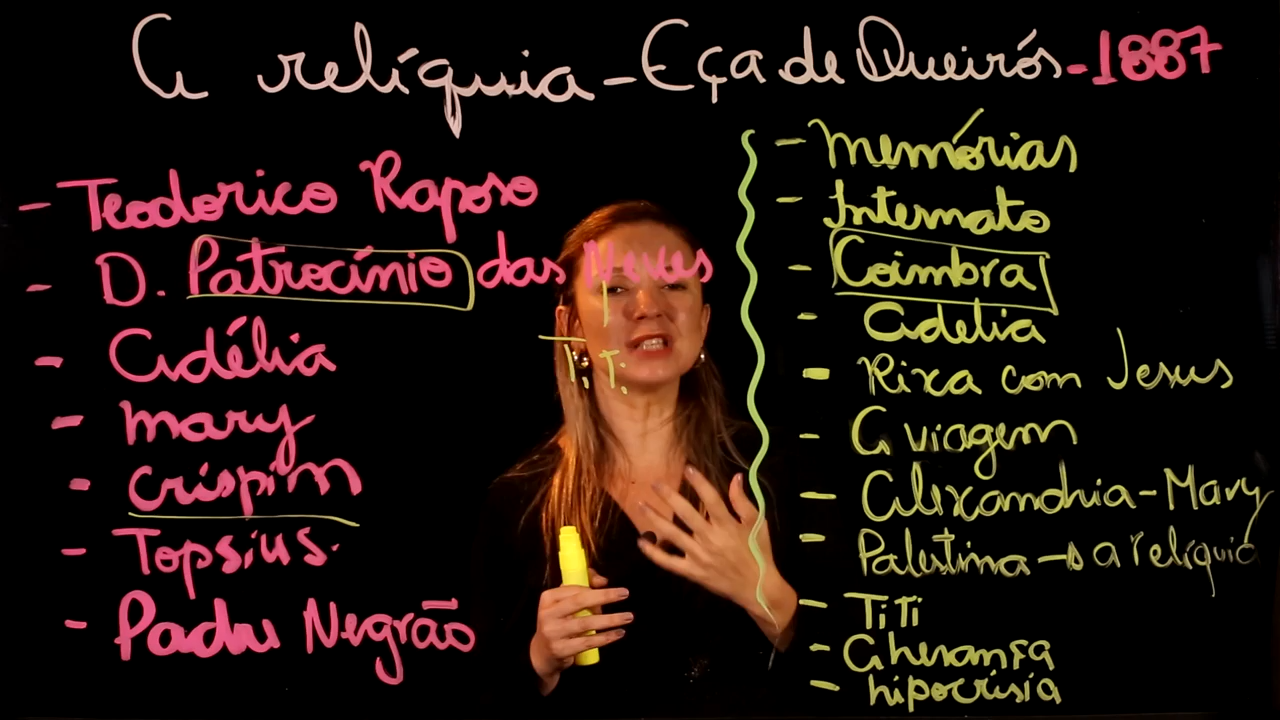 A relíquia - Eça de Queirós - 1887
- Teodorico Raposo
- D. Patrocínio das Neves
T.T:
- Adélia
- Mary
- Crispim
- Topsius.
- Padre Negrão
- Memórias
- Internato
- Coimbra
- Adelia
- Rixa com Jesus
- A viagem
- Alexandria - Mary
- Palestina → a relíquia
- TiTi
- A herança
- hipocrisia